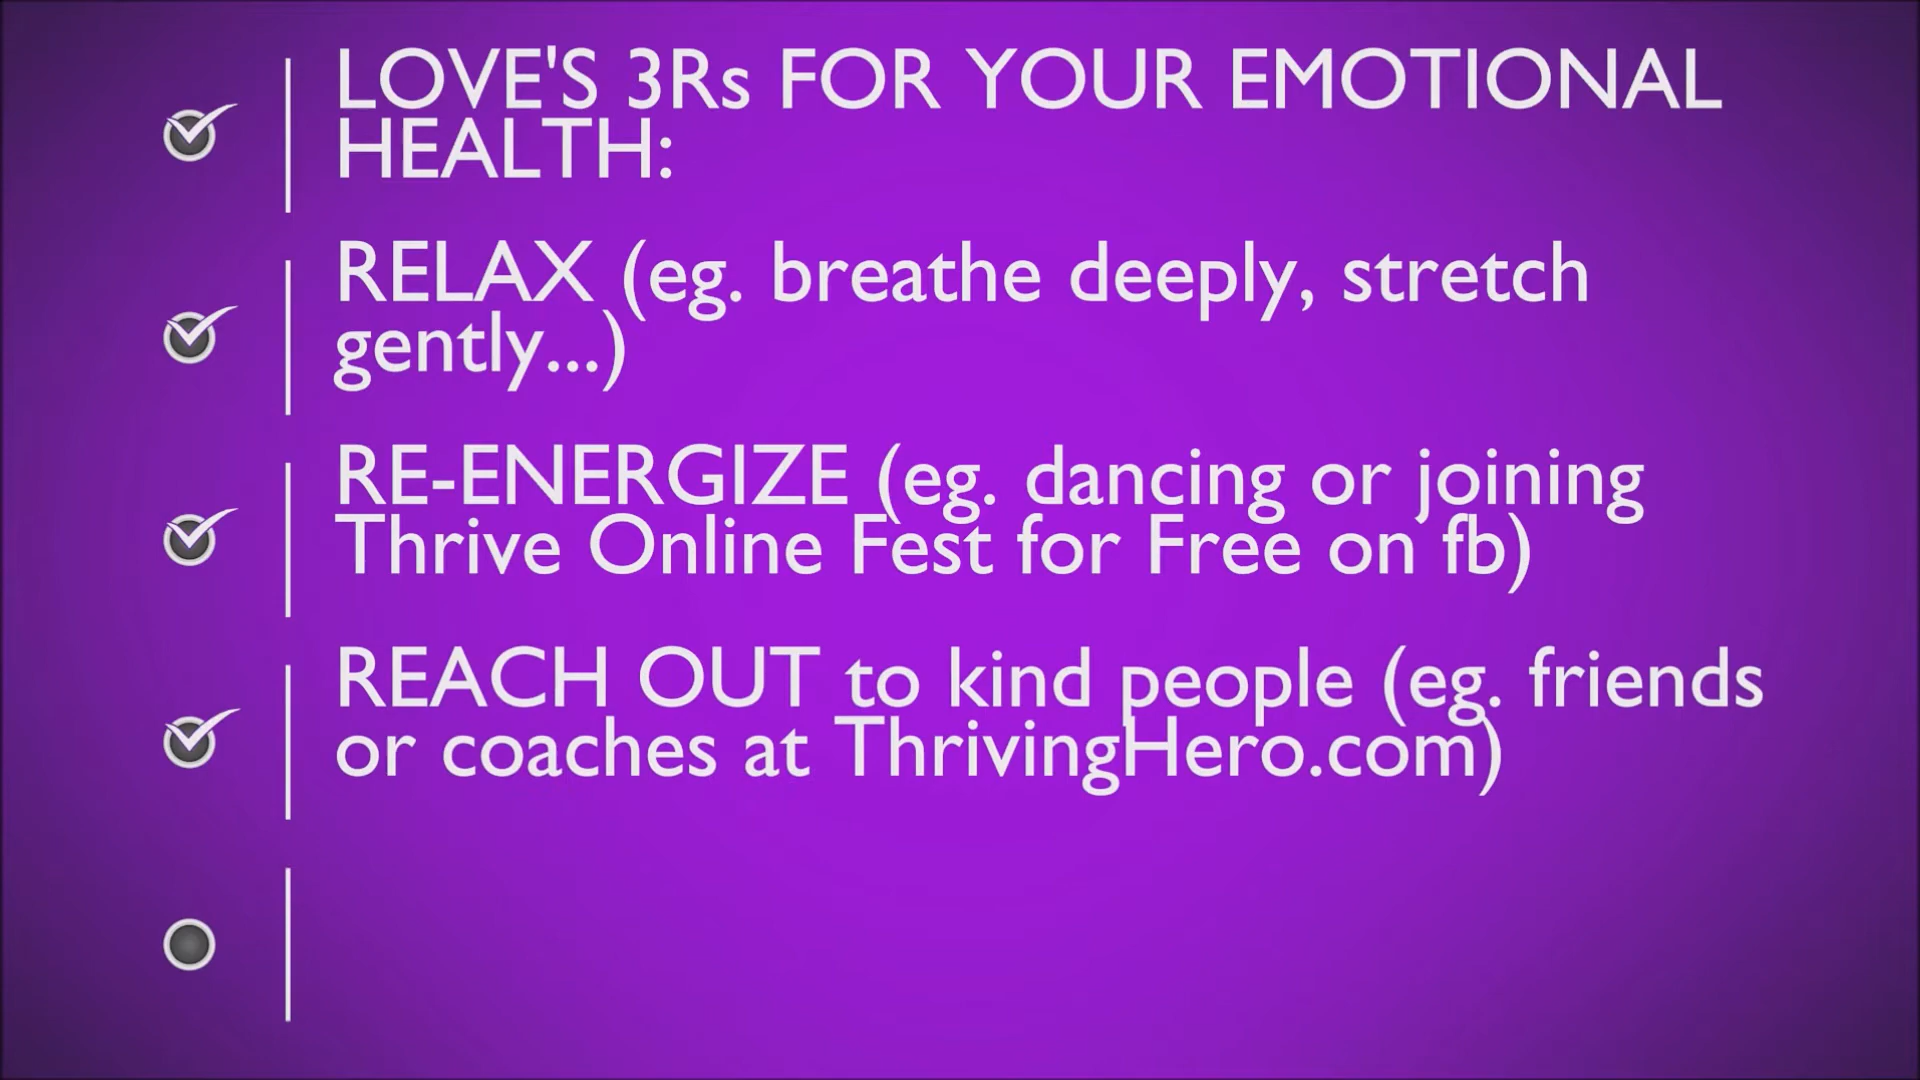 LOVE'S 3Rs FOR YOUR EMOTIONAL
HEALTH:
RELAX (eg. breathe deeply, stretch
gently...)
RE-ENERGIZE (eg. dancing or joining
Thrive Online Fest for Free on fb)
REACH OUT to kind people (eg. friends
or coaches at ThrivingHero.com)